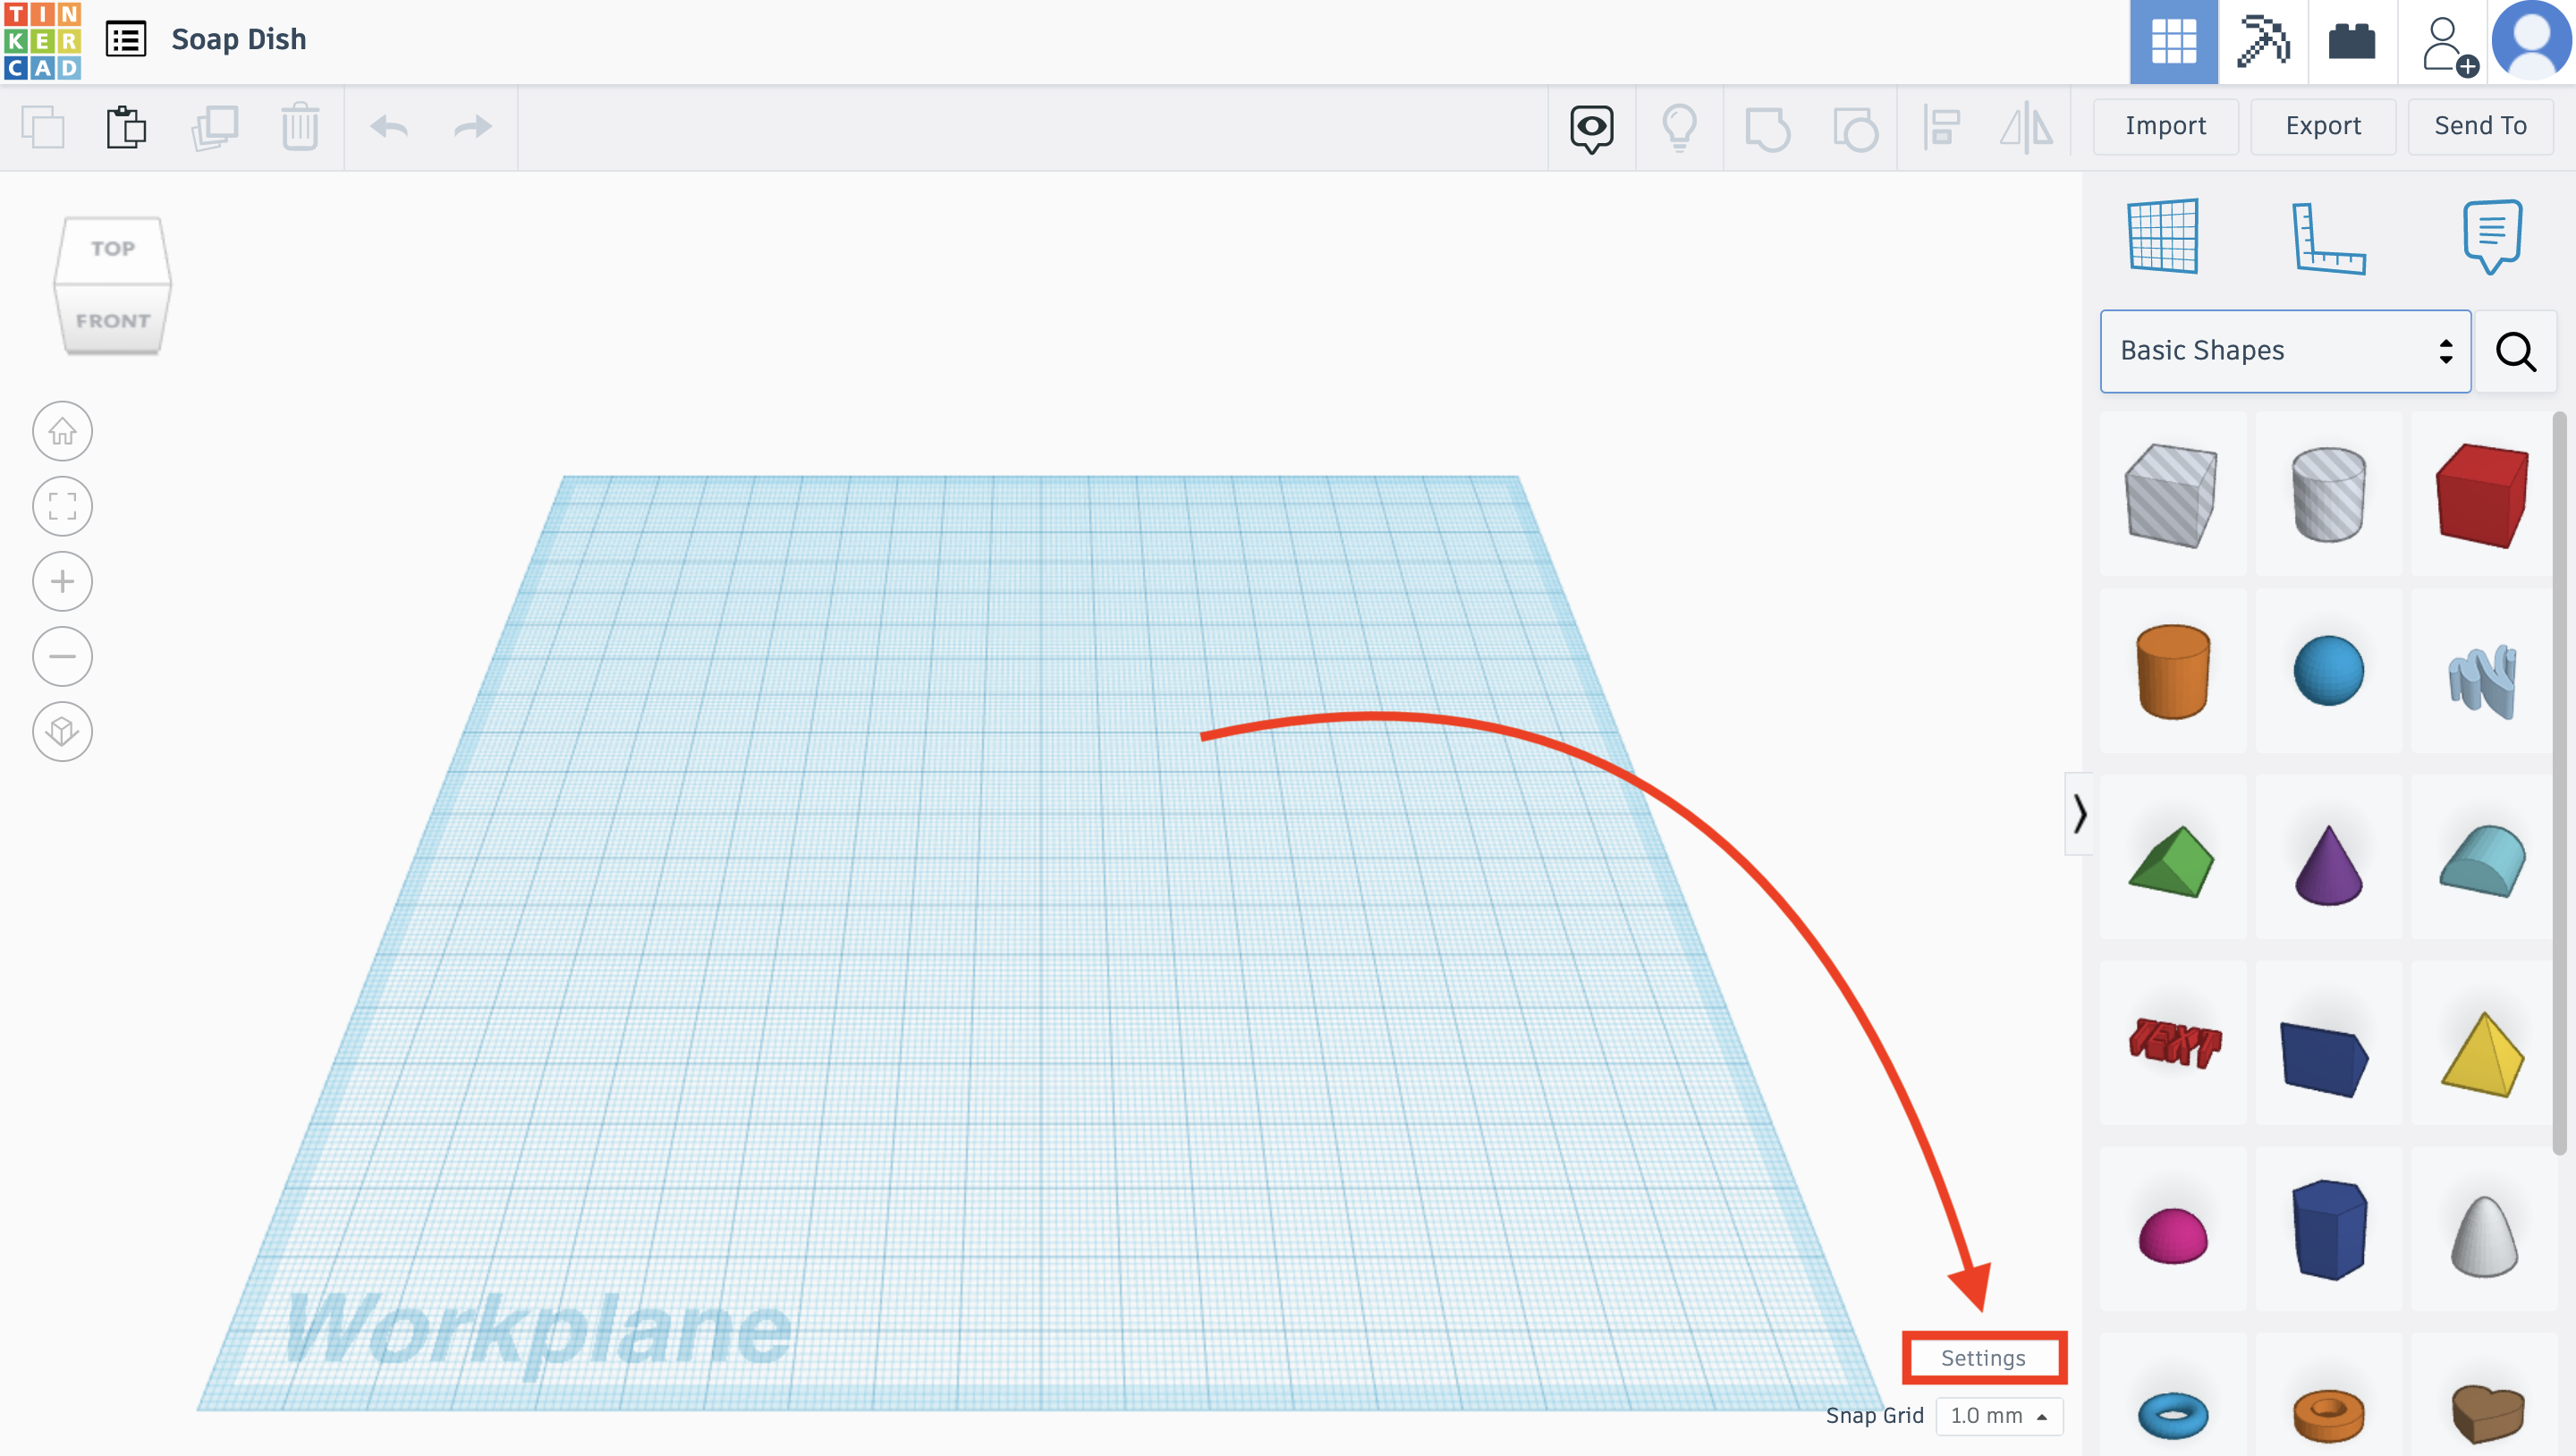 TIN
KER
CAD
Soap Dish
Import
Export
Send To
TOP
FRONT
Basic Shapes
TEXT
Workplane
Settings
Snap Grid
1.0 mm